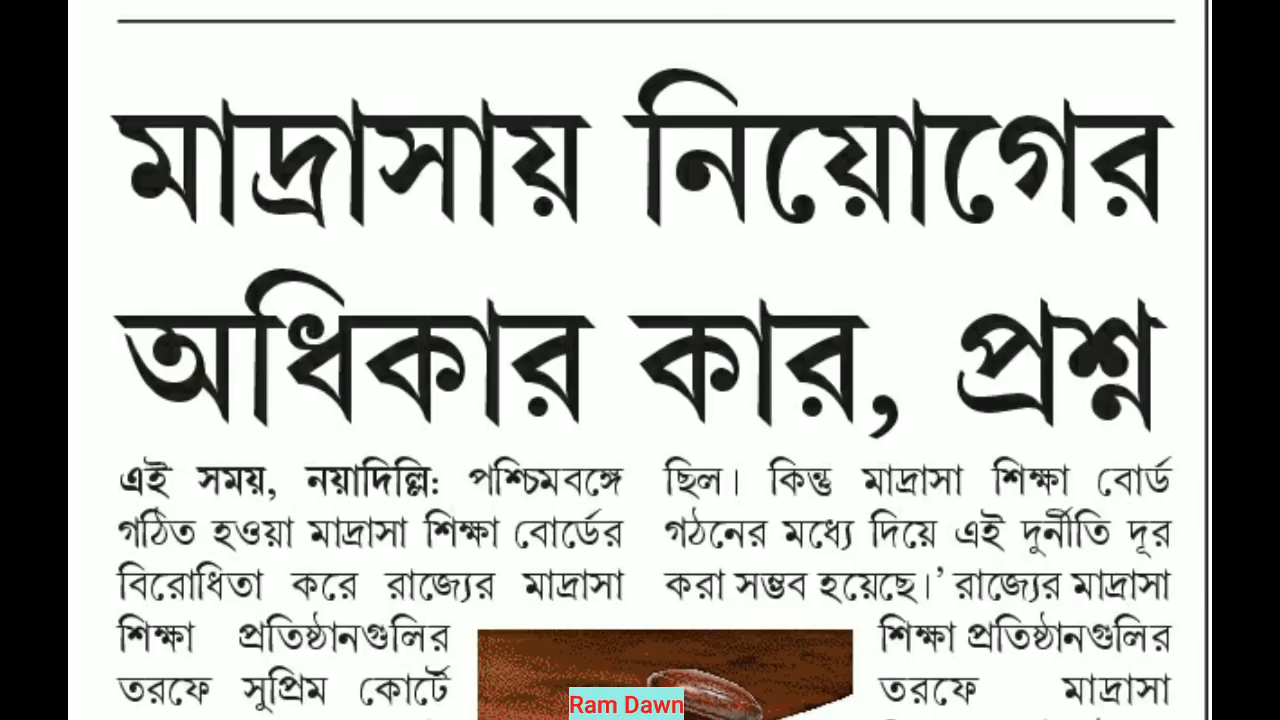 মাদ্রাসায় নিয়োগের
অধিকার কার, প্রশ্ন
এই সময়, নয়াদিল্লি: পশ্চিমবঙ্গে
গঠিত হওয়া মাদ্রাসা শিক্ষা বোর্ডের
বিরোধিতা করে রাজ্যের মাদ্রাসা
শিক্ষা প্রতিষ্ঠানগুলির
তরফে সুপ্রিম কোর্টে
ছিল। কিন্তু মাদ্রাসা শিক্ষা বোর্ড
গঠনের মধ্যে দিয়ে এই দুর্নীতি দূর
করা সম্ভব হয়েছে।’ রাজ্যের মাদ্রাসা
শিক্ষা প্রতিষ্ঠানগুলির
তরফে মাদ্রাসা
Ram Dawn